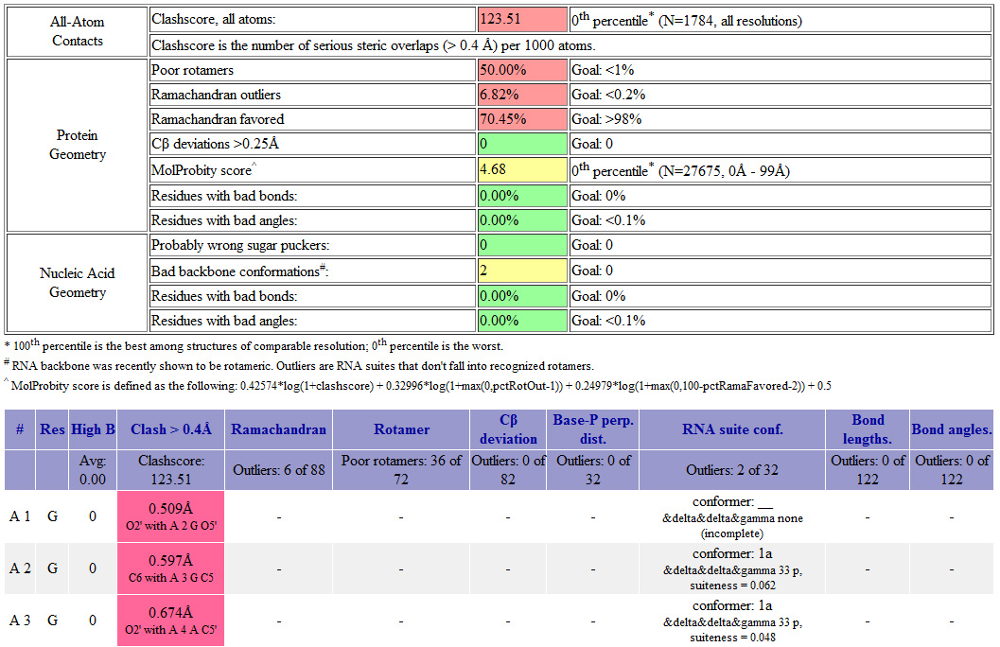 All-Atom Contacts
Clashscore, all atoms: 123.51 0th percentile* (N=1784, all resolutions)
Clashscore is the number of serious steric overlaps (> 0.4 Å) per 1000 atoms.
Protein Geometry
Poor rotamers 50.00% Goal: <1%
Ramachandran outliers 6.82% Goal: <0.2%
Ramachandran favored 70.45% Goal: >98%
Cβ deviations >0.25Å 0 Goal: 0
MolProbity score^ 4.68 0th percentile* (N=27675, 0Å - 99Å)
Residues with bad bonds: 0.00% Goal: 0%
Residues with bad angles: 0.00% Goal: <0.1%
Nucleic Acid Geometry
Probably wrong sugar puckers: 0 Goal: 0
Bad backbone conformations#: 2 Goal: 0
Residues with bad bonds: 0.00% Goal: 0%
Residues with bad angles: 0.00% Goal: <0.1%
* 100th percentile is the best among structures of comparable resolution; 0th percentile is the worst.
# RNA backbone was recently shown to be rotameric. Outliers are RNA suites that don't fall into recognized rotamers.
^ MolProbity score is defined as the following: 0.42574*log(1+clashscore) + 0.32996*log(1+max(0,pctRotOut-1)) + 0.24979*log(1+max(0,100-pctRamaFavored-2)) + 0.5
# Res High B Clash > 0.4Å Ramachandran Rotamer Cβ deviation Base-P perp. dist. RNA suite conf. Bond lengths. Bond angles.
Avg: 0.00 Clashscore: 123.51 Outliers: 6 of 88 Poor rotamers: 36 of 72 Outliers: 0 of 82 Outliers: 0 of 32 Outliers: 2 of 32 Outliers: 0 of 122 Outliers: 0 of 122
A 1 G 0 0.509Å O2' with A 2 G O5' - - - - conformer: __ &delta&delta&gamma none (incomplete) - -
A 2 G 0 0.597Å C6 with A 3 G C5 - - - - conformer: 1a &delta&delta&gamma 33 p, suiteness = 0.062 - -
A 3 G 0 0.674Å O2' with A 4 A C5' - - - - conformer: 1a &delta&delta&gamma 33 p, suiteness = 0.048 - -